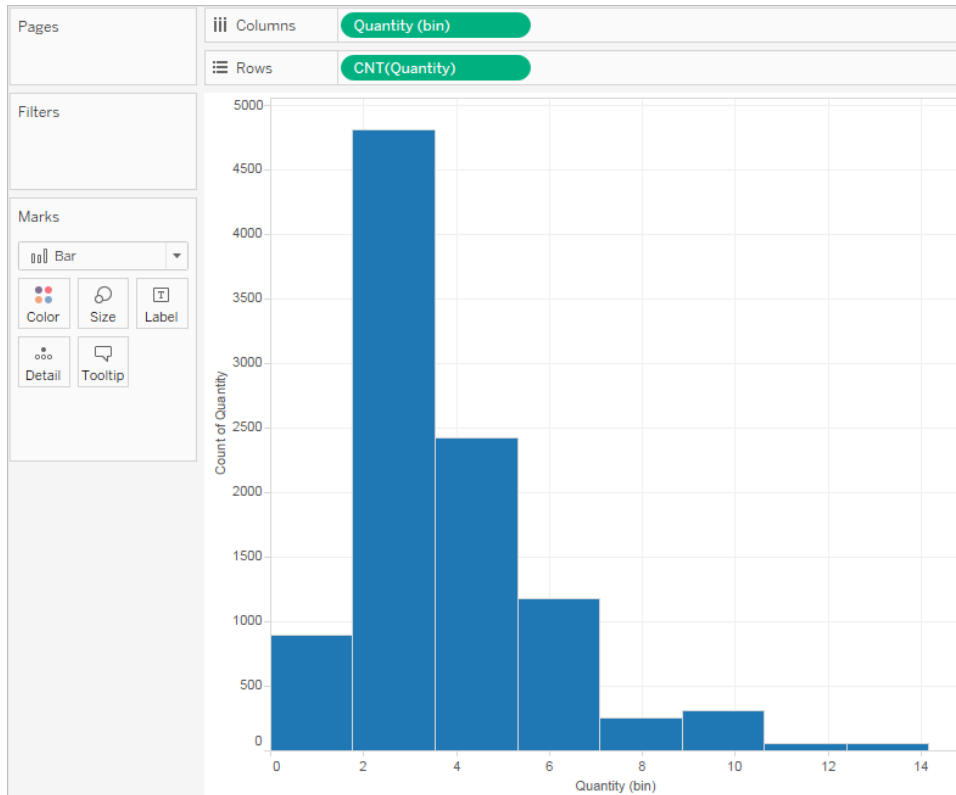 Pages
Columns
Quantity (bin)
Rows
CNT(Quantity)
Filters
Marks
Bar
Color
Size
T
Label
Detail
Tooltip
5000
4500
4000
3500
3000
2500
2000
1500
1000
500
0
Count of Quantity
0 2 4 6 8 10 12 14
Quantity (bin)